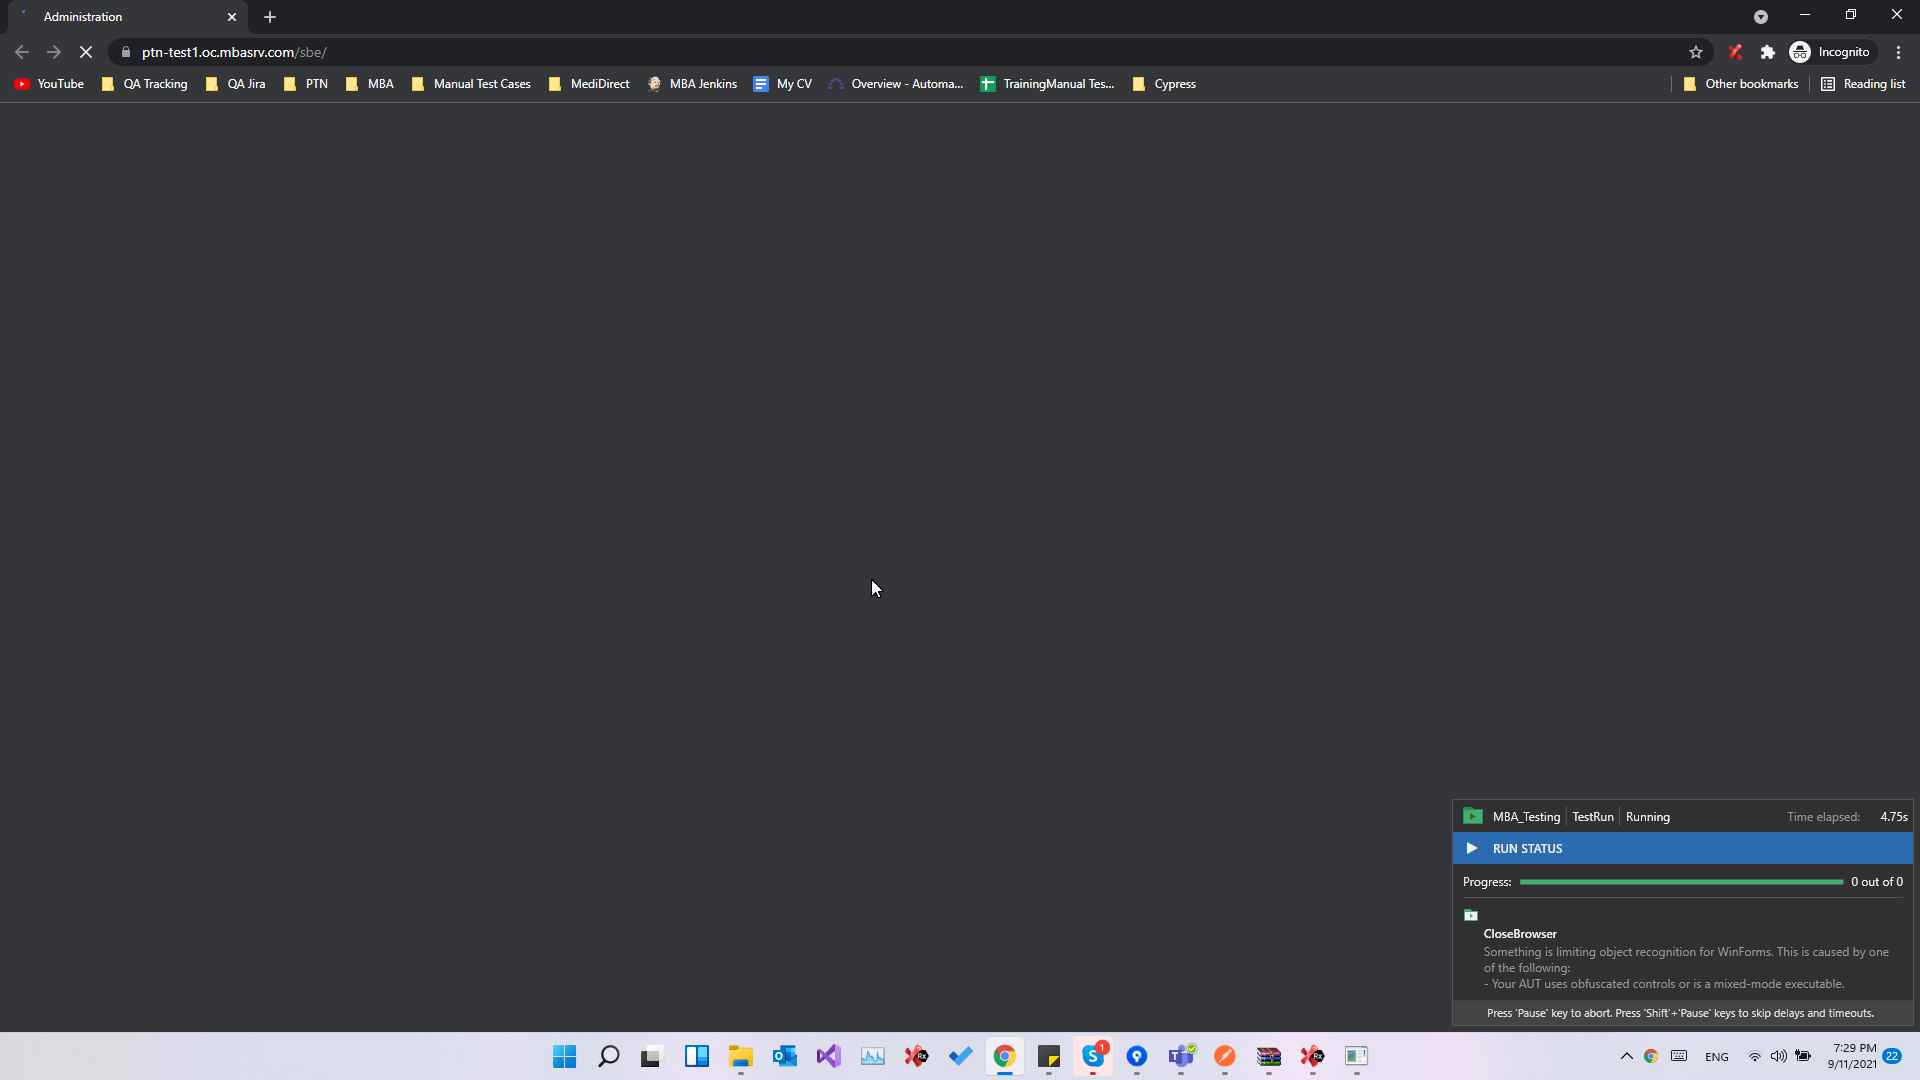 Administration
ptn-test1.oc.mbasrv.com/sbe/
Incognito
YouTube QA Tracking QA Jira PTN MBA Manual Test Cases MediDirect MBA Jenkins My CV Overview - Automa... TrainingManual Tes... Cypress Other bookmarks Reading list
MBA_Testing TestRun Running Time elapsed: 4.75s
RUN STATUS
Progress: 0 out of 0
CloseBrowser
Something is limiting object recognition for WinForms. This is caused by one
of the following:
- Your AUT uses obfuscated controls or is a mixed-mode executable.
Press 'Pause' key to abort. Press 'Shift'+'Pause' keys to skip delays and timeouts.
ENG
7:29 PM
9/11/2021
22
1